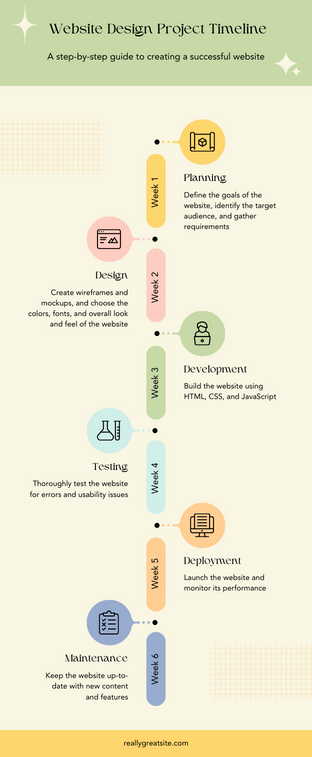 Website Design Project Timeline
A step-by-step guide to creating a successful website
Week 1
Planning
Define the goals of the
website, identify the target
audience, and gather
requirements
Week 2
Design
Create wireframes and
mockups, and choose the
colors, fonts, and overall look
and feel of the website
Week 3
Development
Build the website using
HTML, CSS, and JavaScript
Week 4
Testing
Thoroughly test the website
for errors and usability issues
Week 5
Deployment
Launch the website and
monitor its performance
Week 6
Maintenance
Keep the website up-to-
date with new content
and features
reallygreatsite.com